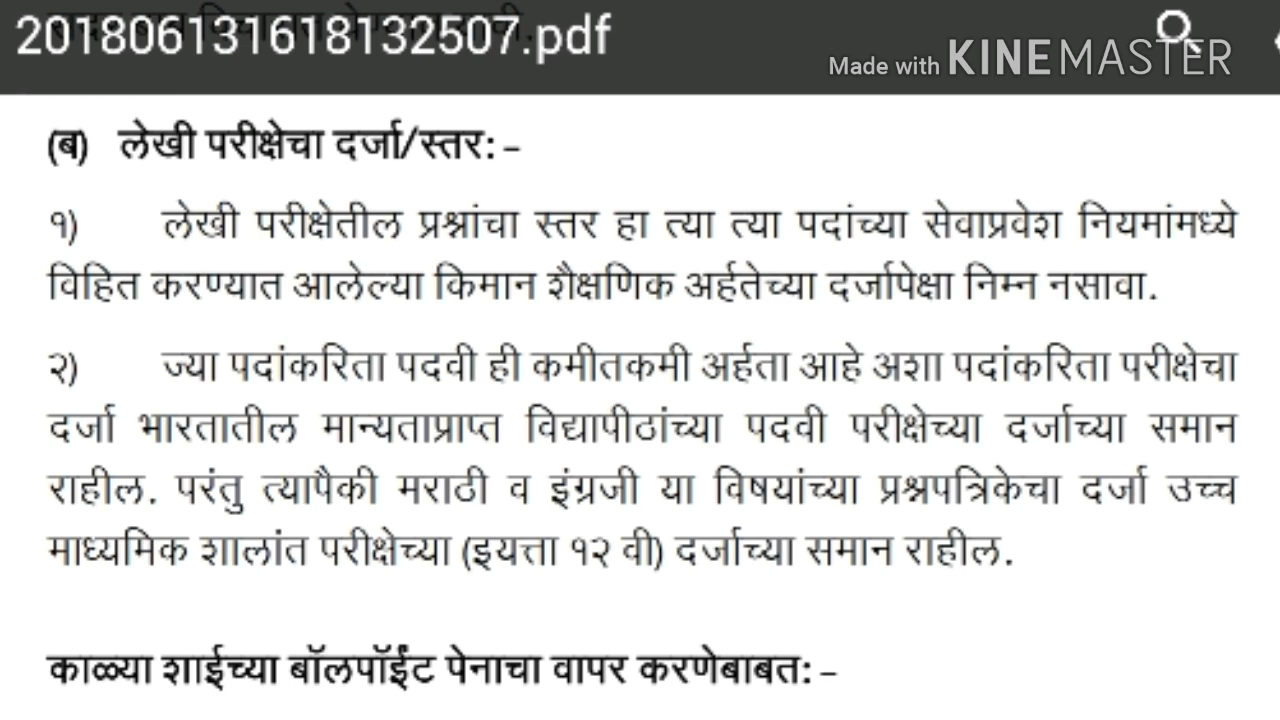 201806131618132507.pdf
Made with KINEMASTER
(ब) लेखी परीक्षेचा दर्जा/स्तर: –
१) लेखी परीक्षेतील प्रश्नांचा स्तर हा त्या त्या पदांच्या सेवाप्रवेश नियमांमध्ये
विहित करण्यात आलेल्या किमान शैक्षणिक अर्हतेच्या दर्जापेक्षा निम्न नसावा.
२) ज्या पदांकरिता पदवी ही कमीतकमी अर्हता आहे अशा पदांकरिता परीक्षेचा
दर्जा भारतातील मान्यताप्राप्त विद्यापीठांच्या पदवी परीक्षेच्या दर्जाच्या समान
राहील. परंतु त्यापैकी मराठी व इंग्रजी या विषयांच्या प्रश्नपत्रिकेचा दर्जा उच्च
माध्यमिक शालांत परीक्षेच्या (इयत्ता १२ वी) दर्जाच्या समान राहील.
काळ्या शाईच्या बॉलपॉईंट पेनाचा वापर करणेबाबत: –